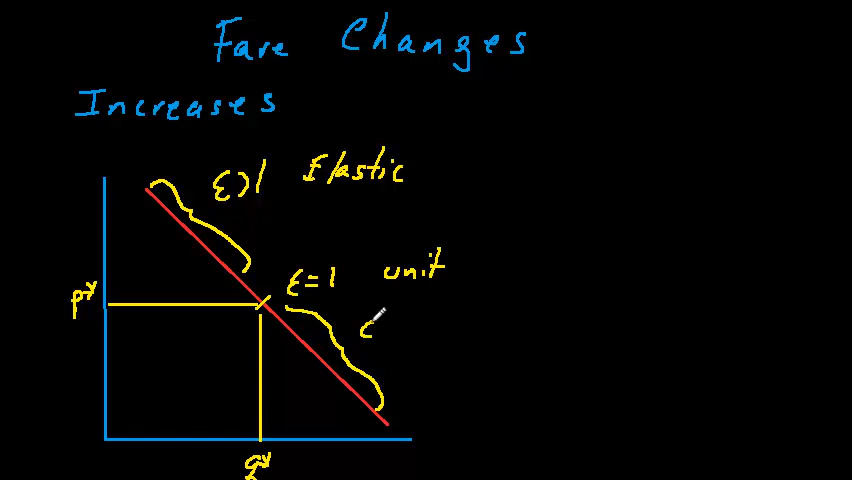 Fare Changes
Increases
ε>1 Elastic
ε=1 unit
p*
ε
q*